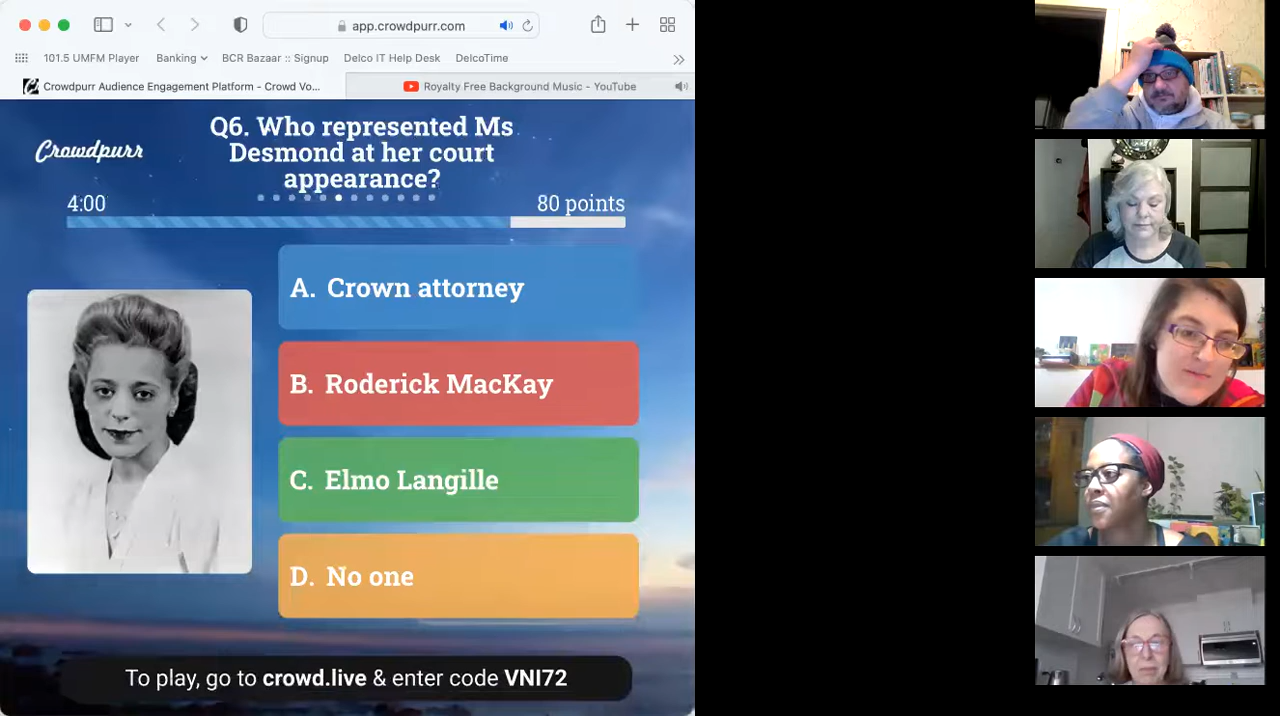 app.crowdpurr.com
101.5 UMFM Player
Banking
BCR Bazaar :: Signup
Delco IT Help Desk
DelcoTime
Crowdpurr Audience Engagement Platform - Crowd Vo...
Royalty Free Background Music - YouTube
Crowdpurr
Q6. Who represented Ms
Desmond at her court
appearance?
4:00
80 points
A. Crown attorney
B. Roderick MacKay
C. Elmo Langille
D. No one
To play, go to crowd.live & enter code VNI72